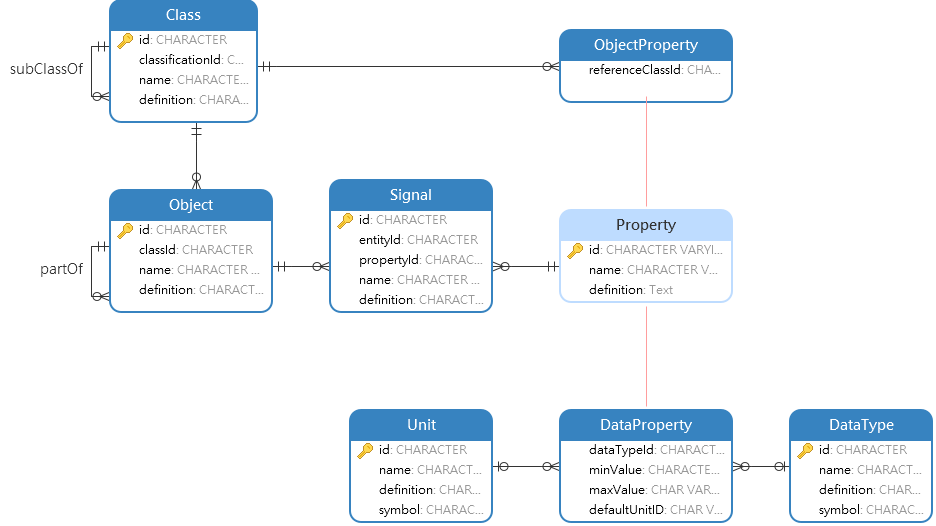 Class
id: CHARACTER
classificationId: C...
name: CHARACTE...
definition: CHARA...
subClassOf
ObjectProperty
referenceClassId: CHA...
Object
id: CHARACTER
classId: CHARACTER
name: CHARACTER ...
definition: CHARACT...
partOf
Signal
id: CHARACTER
entityId: CHARACTER
propertyId: CHARAC...
name: CHARACTER ...
definition: CHARACT...
Property
id: CHARACTER VARYI...
name: CHARACTER V...
definition: Text
Unit
id: CHARACTER
name: CHARACT...
definition: CHAR...
symbol: CHARACT...
DataProperty
dataTypeId: CHARACT...
minValue: CHARACTE...
maxValue: CHAR VAR...
defaultUnitID: CHAR V...
DataType
id: CHARACTER
name: CHARACT...
definition: CHAR...
symbol: CHARAC...